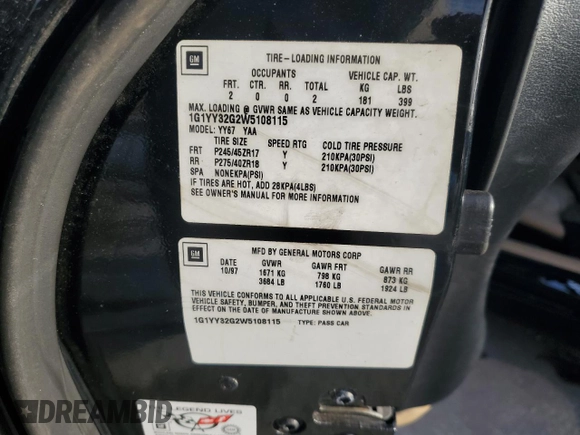 GM
TIRE-LOADING INFORMATION
OCCUPANTS VEHICLE CAP. WT.
FRT. CTR. RR. TOTAL KG LBS
2 0 0 2 181 399
MAX. LOADING @ GVWR SAME AS VEHICLE CAPACITY WEIGHT.
1G1YY32G2W5108115
MODEL: YY67 YAA
TIRE SIZE SPEED RTG COLD TIRE PRESSURE
FRT P245/45ZR17 Y 210KPA(30PSI)
RR P275/40ZR18 Y 210KPA(30PSI)
SPA NONEKPA(PSI)
IF TIRES ARE HOT, ADD 28KPA(4LBS)
SEE OWNER'S MANUAL FOR MORE INFORMATION
GM
MFD BY GENERAL MOTORS CORP
DATE GVWR GAWR FRT GAWR RR
10/97 1671 KG 798 KG 873 KG
3684 LB 1760 LB 1924 LB
THIS VEHICLE CONFORMS TO ALL APPLICABLE U.S. FEDERAL MOTOR
VEHICLE SAFETY, BUMPER, AND THEFT PREVENTION STANDARDS IN
EFFECT ON THE DATE OF MANUFACTURE SHOWN ABOVE.
1G1YY32G2W5108115 TYPE: PASS CAR
LEGEND LIVES
DREAMBID